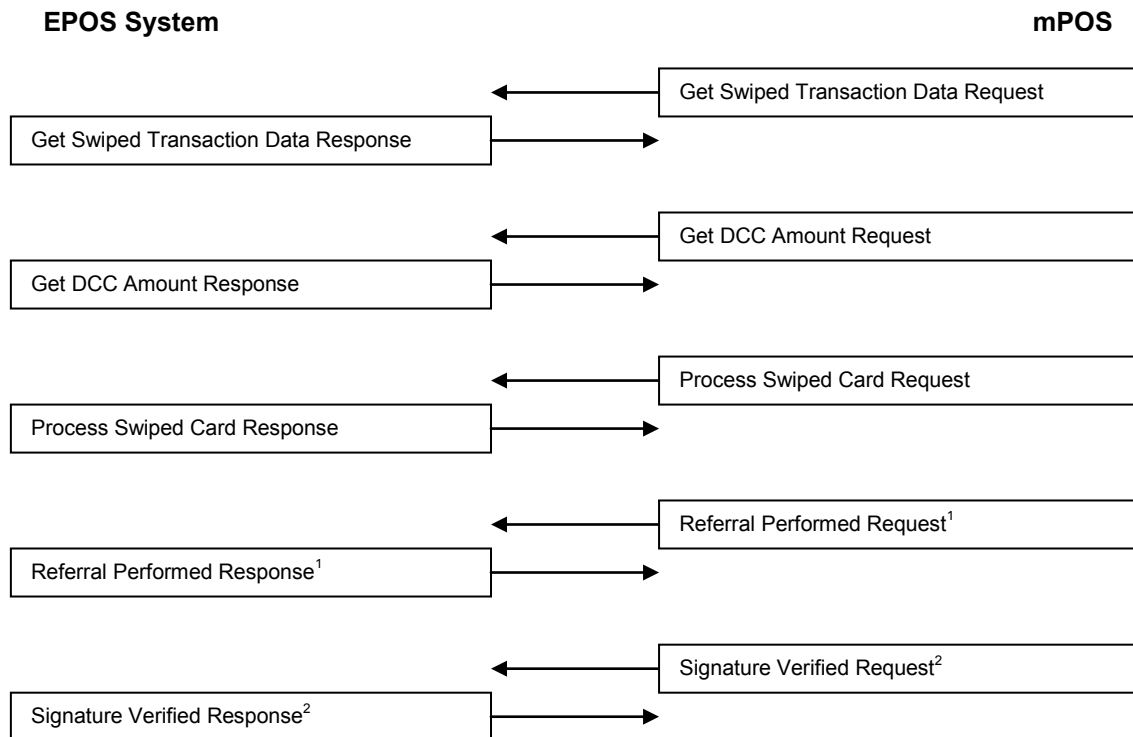 EPOS System mPOS
Get Swiped Transaction Data Request
Get Swiped Transaction Data Response
Get DCC Amount Request
Get DCC Amount Response
Process Swiped Card Request
Process Swiped Card Response
Referral Performed Request¹
Referral Performed Response¹
Signature Verified Request²
Signature Verified Response²